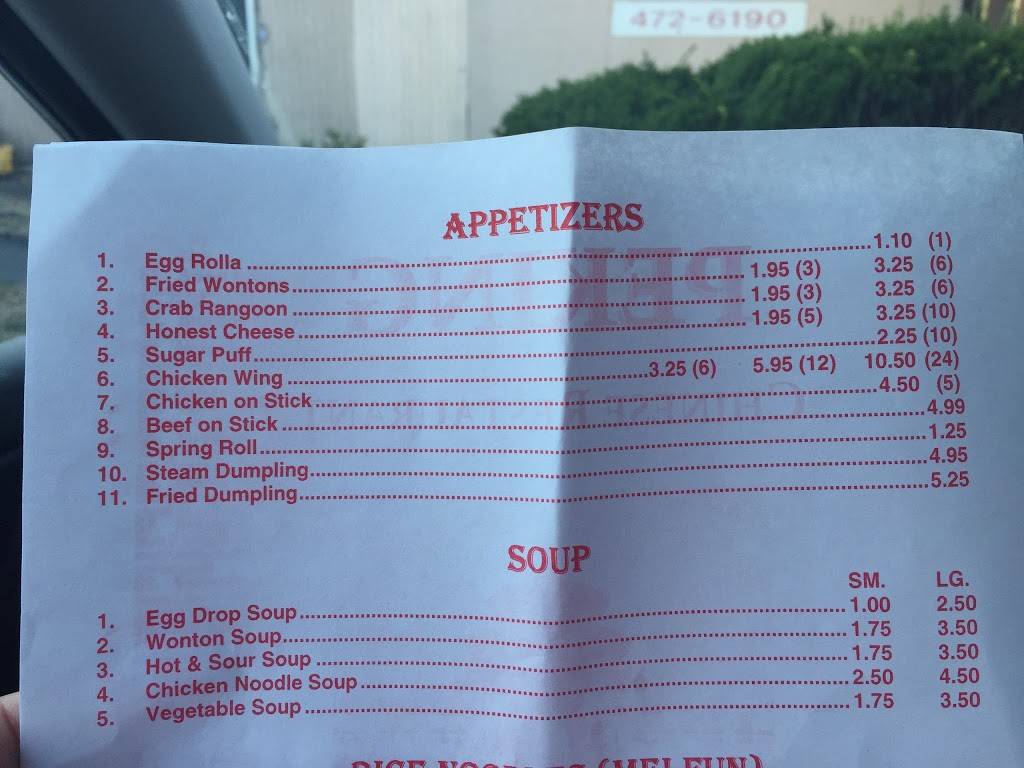 472-6190
APPETIZERS
1. Egg Rolla 1.10 (1)
2. Fried Wontons 1.95 (3) 3.25 (6)
3. Crab Rangoon 1.95 (3) 3.25 (6)
4. Honest Cheese 1.95 (5) 3.25 (10)
5. Sugar Puff 2.25 (10)
6. Chicken Wing 3.25 (6) 5.95 (12) 10.50 (24)
7. Chicken on Stick 4.50 (5)
8. Beef on Stick 4.99
9. Spring Roll 1.25
10. Steam Dumpling 4.95
11. Fried Dumpling 5.25
SOUP
SM. LG.
1. Egg Drop Soup 1.00 2.50
2. Wonton Soup 1.75 3.50
3. Hot & Sour Soup 1.75 3.50
4. Chicken Noodle Soup 2.50 4.50
5. Vegetable Soup 1.75 3.50
RICE NOODLES (MEI FUN)